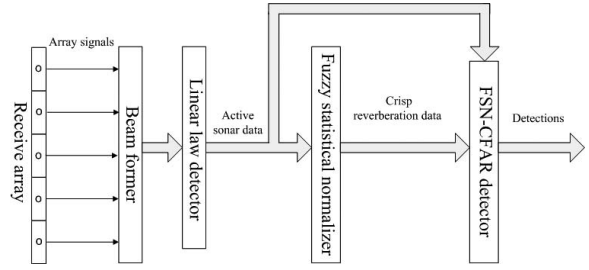 Array signals
o
o
o
o
o
Receive array
Beam former
Linear law detector
Active
sonar data
Fuzzy statistical normalizer
Crisp
reverberation data
FSN-CFAR detector
Detections